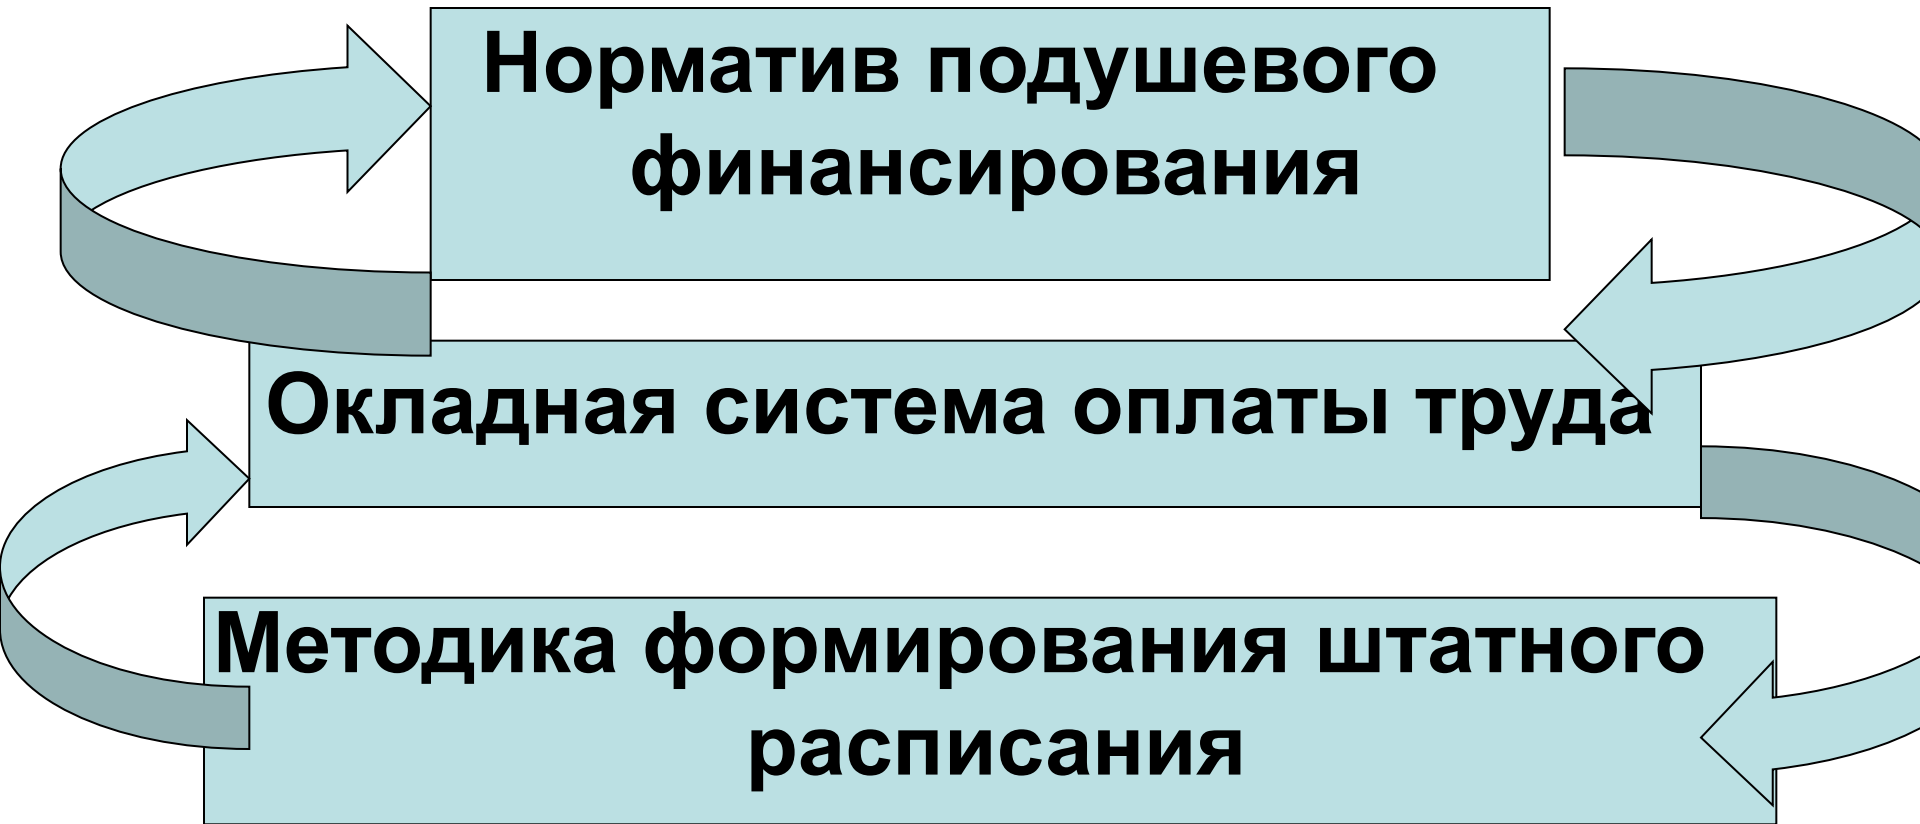 Норматив подушевого
финансирования
Окладная система оплаты труда
Методика формирования штатного
расписания